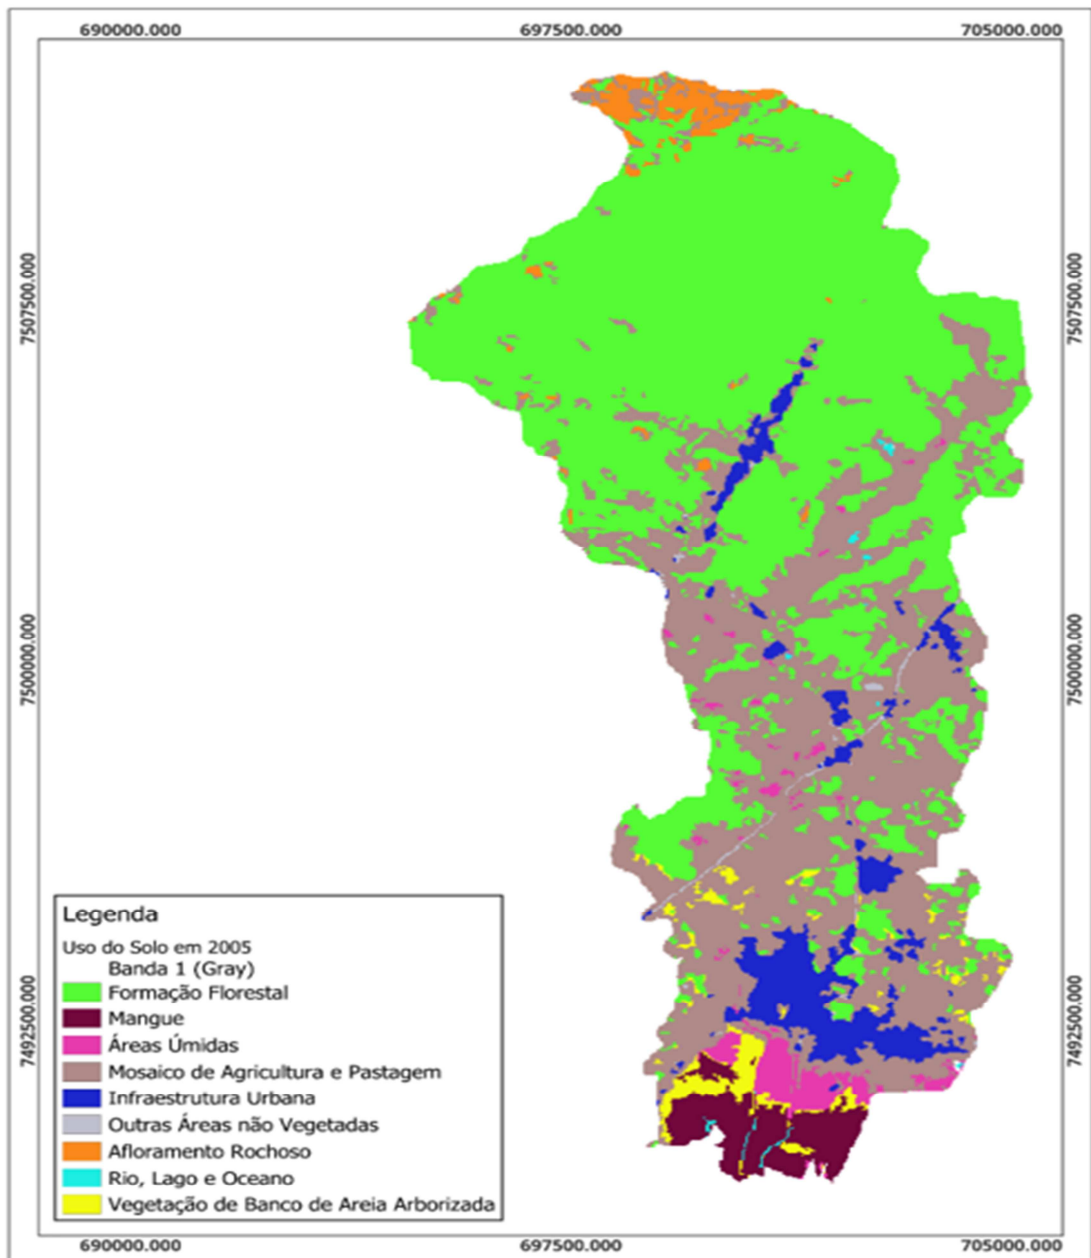 690000.000 697500.000 705000.000
7507500.000 7507500.000
7500000.000 7500000.000
7492500.000 7492500.000
Legenda
Uso do Solo em 2005
Banda 1 (Gray)
Formação Florestal
Mangue
Áreas Úmidas
Mosaico de Agricultura e Pastagem
Infraestrutura Urbana
Outras Áreas não Vegetadas
Afloramento Rochoso
Rio, Lago e Oceano
Vegetação de Banco de Areia Arborizada
690000.000 697500.000 705000.000